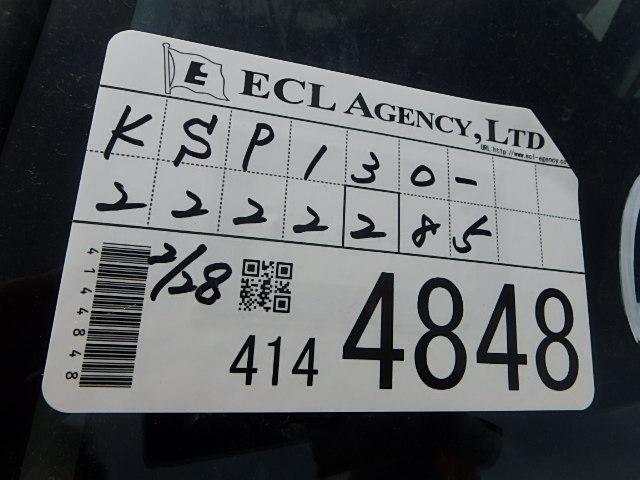 E ECL AGENCY, LTD
URL:http://www.ecl-agency.co
KSP130-
2222285
2/28
414 4848
4144848